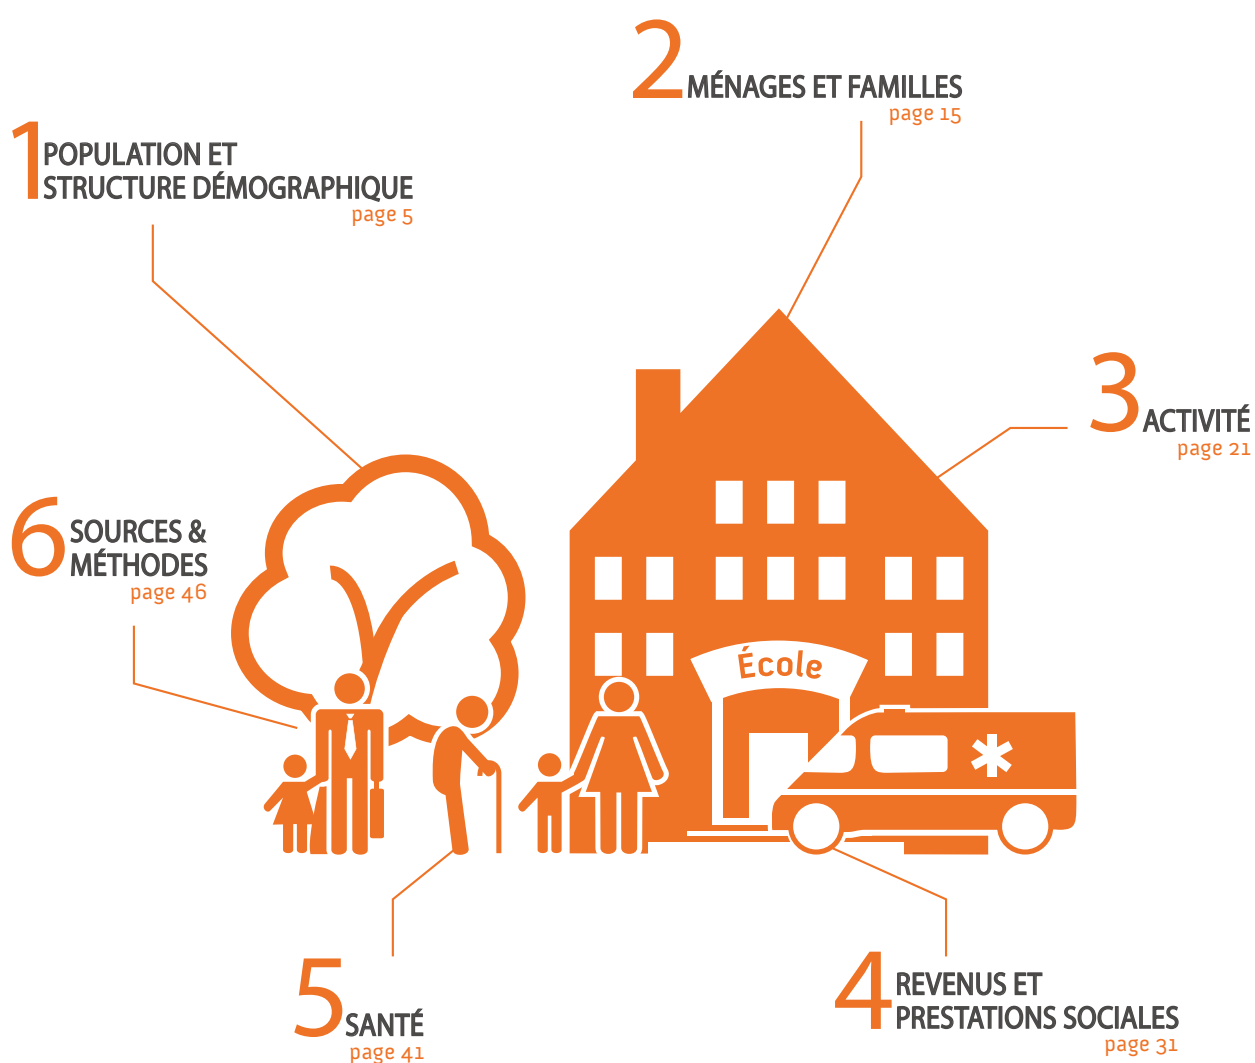 1 POPULATION ET
STRUCTURE DÉMOGRAPHIQUE
page 5
2 MÉNAGES ET FAMILLES
page 15
3 ACTIVITÉ
page 21
École
4 REVENUS ET
PRESTATIONS SOCIALES
page 31
5 SANTÉ
page 41
6 SOURCES &
MÉTHODES
page 46